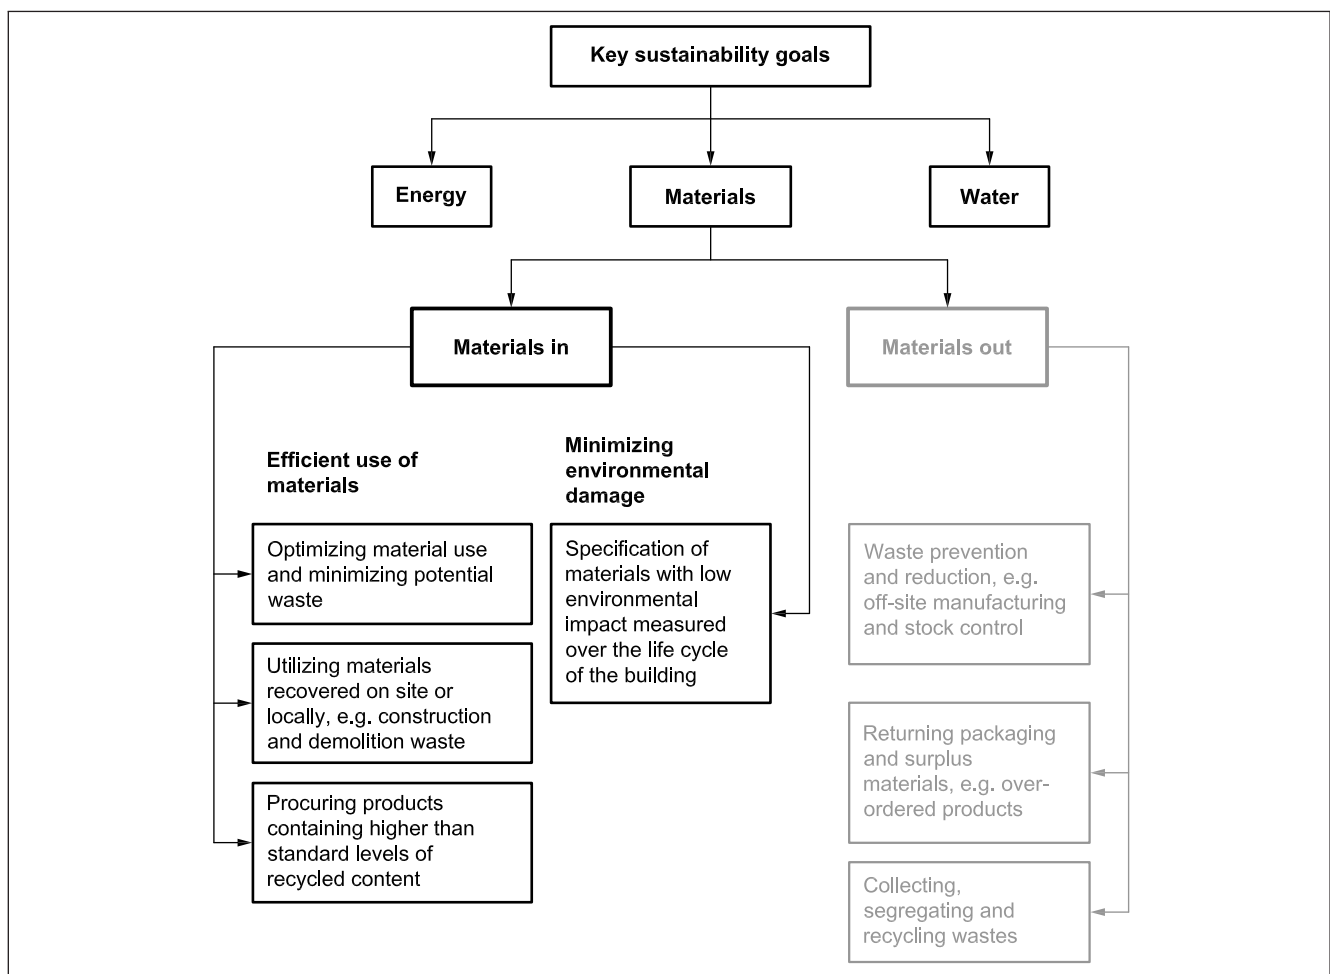 Key sustainability goals
Energy
Materials
Water
Materials in
Materials out
Efficient use of
materials
Minimizing
environmental
damage
Optimizing material use
and minimizing potential
waste
Utilizing materials
recovered on site or
locally, e.g. construction
and demolition waste
Procuring products
containing higher than
standard levels of
recycled content
Specification of
materials with low
environmental
impact measured
over the life cycle
of the building
Waste prevention
and reduction, e.g.
off-site manufacturing
and stock control
Returning packaging
and surplus
materials, e.g. over-
ordered products
Collecting,
segregating and
recycling wastes